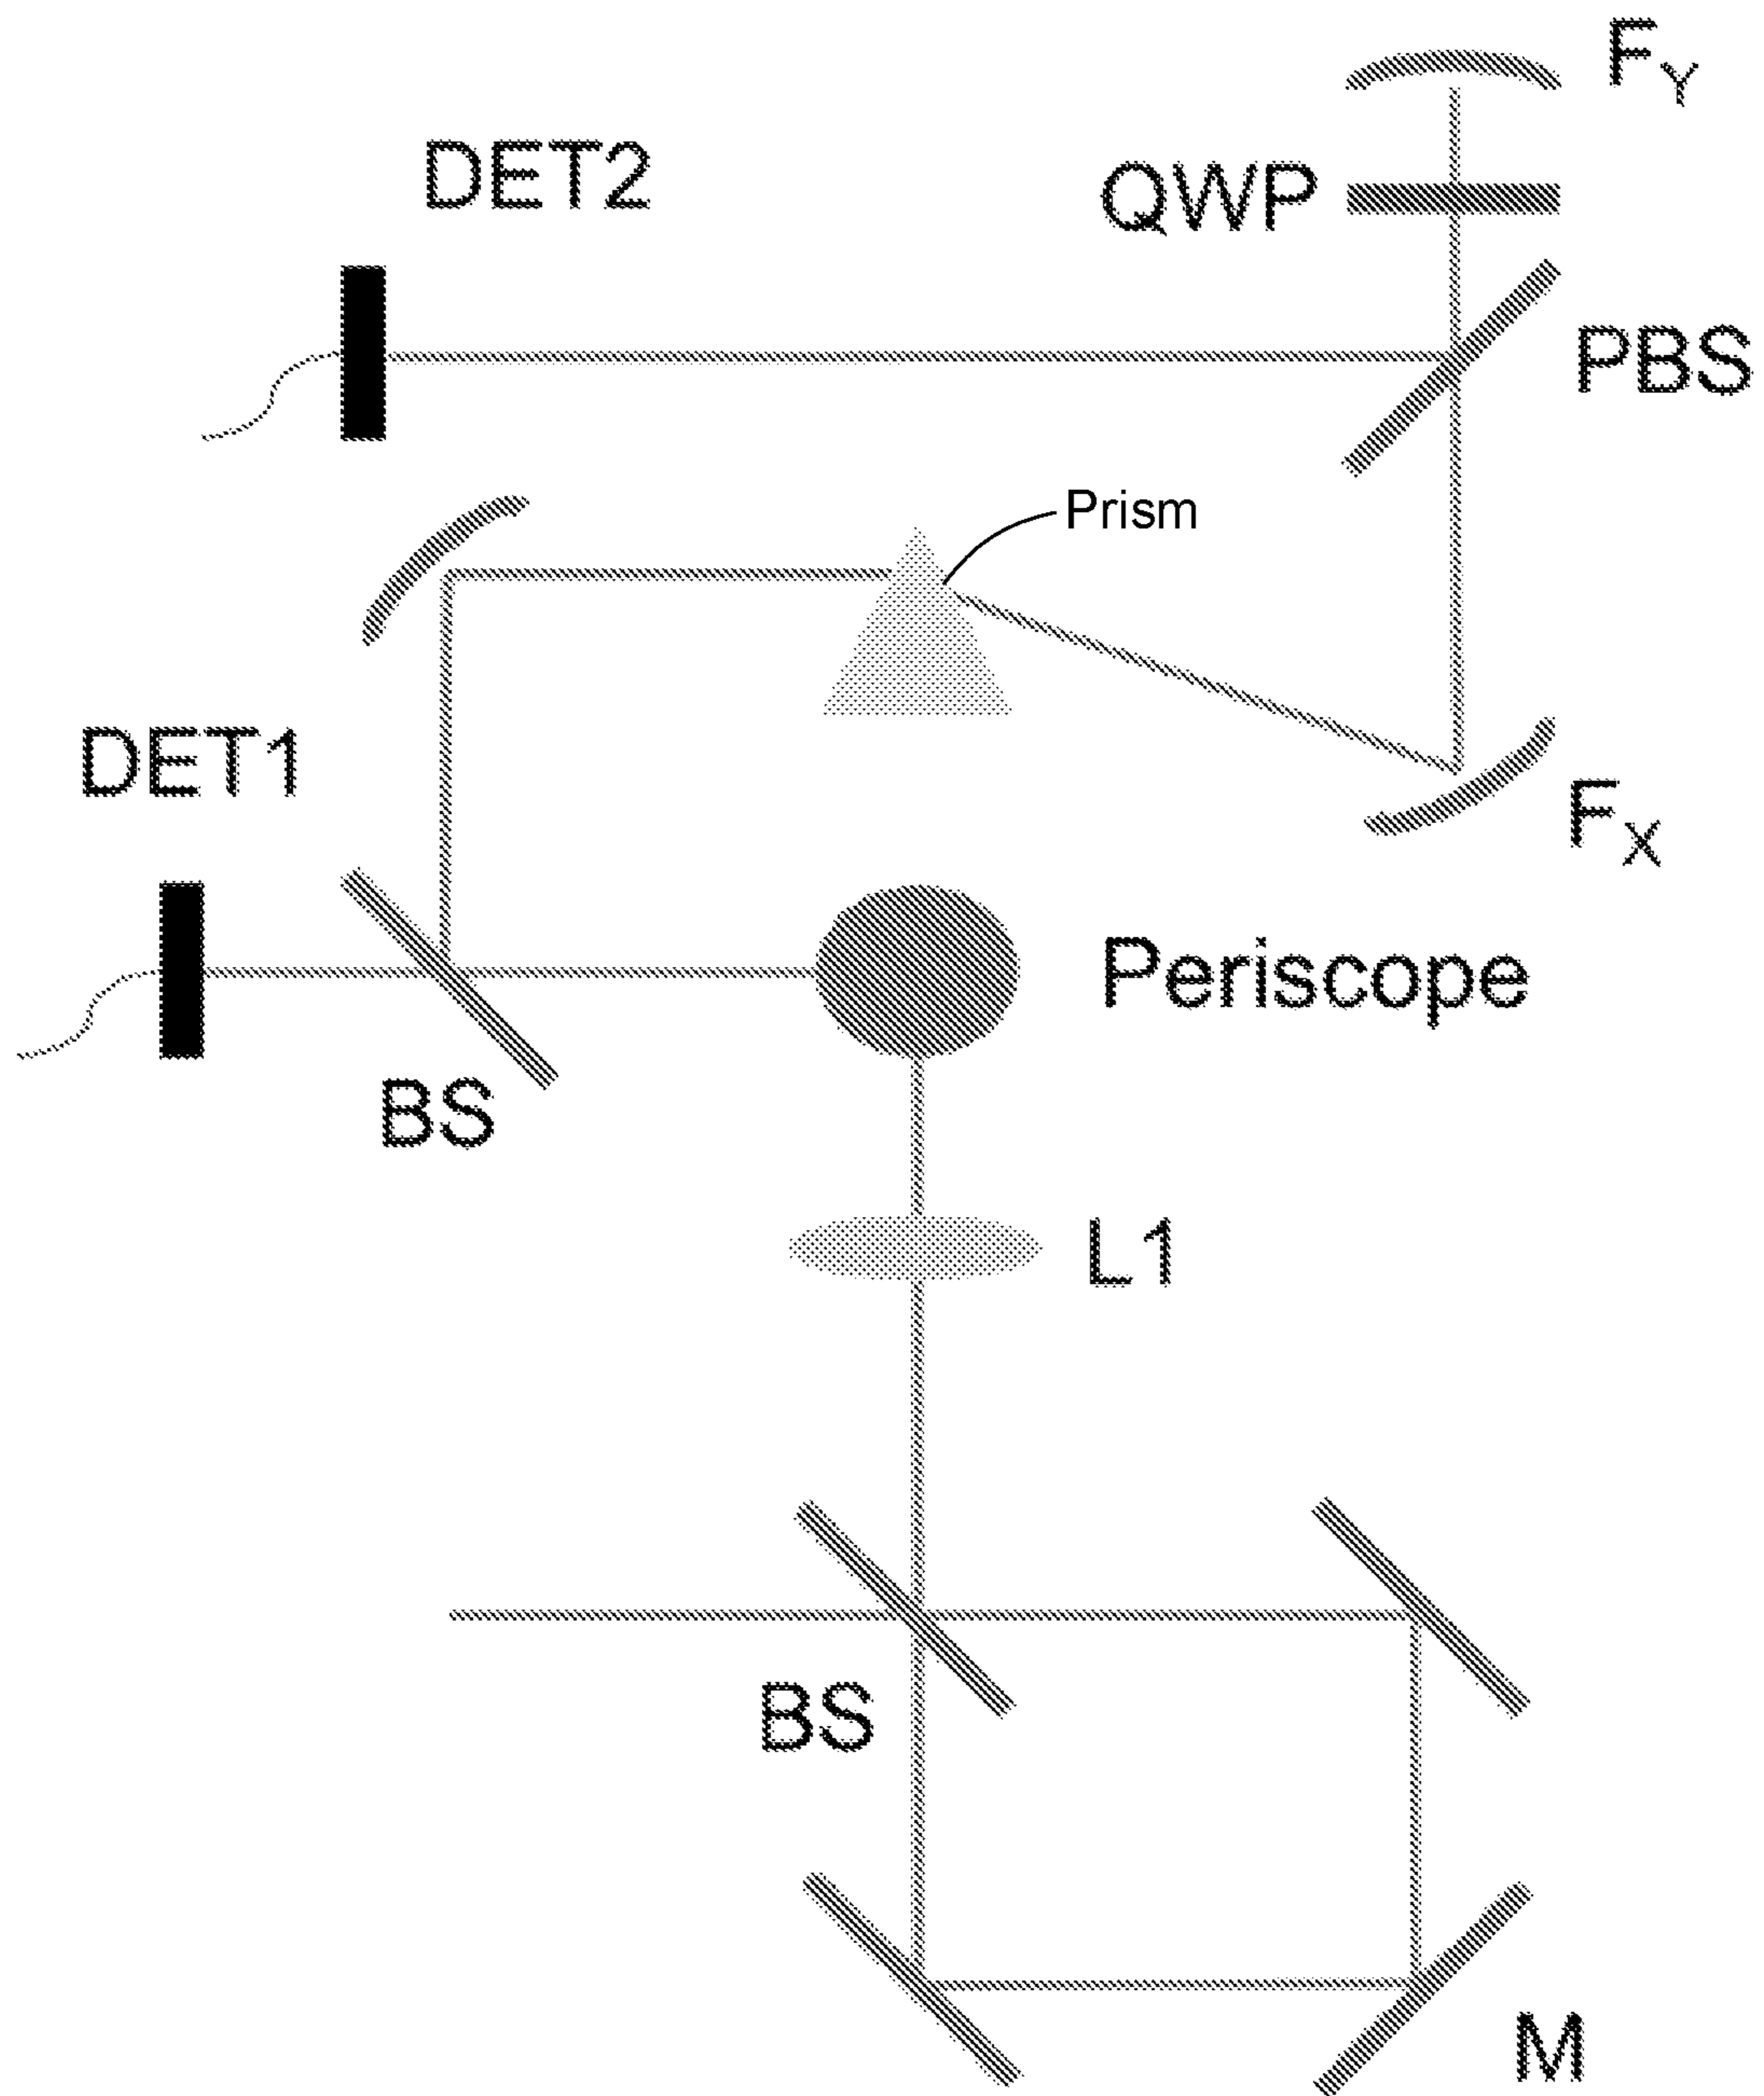 F_Y
DET2
QWP
PBS
Prism
DET1
F_X
Periscope
BS
L1
BS
M